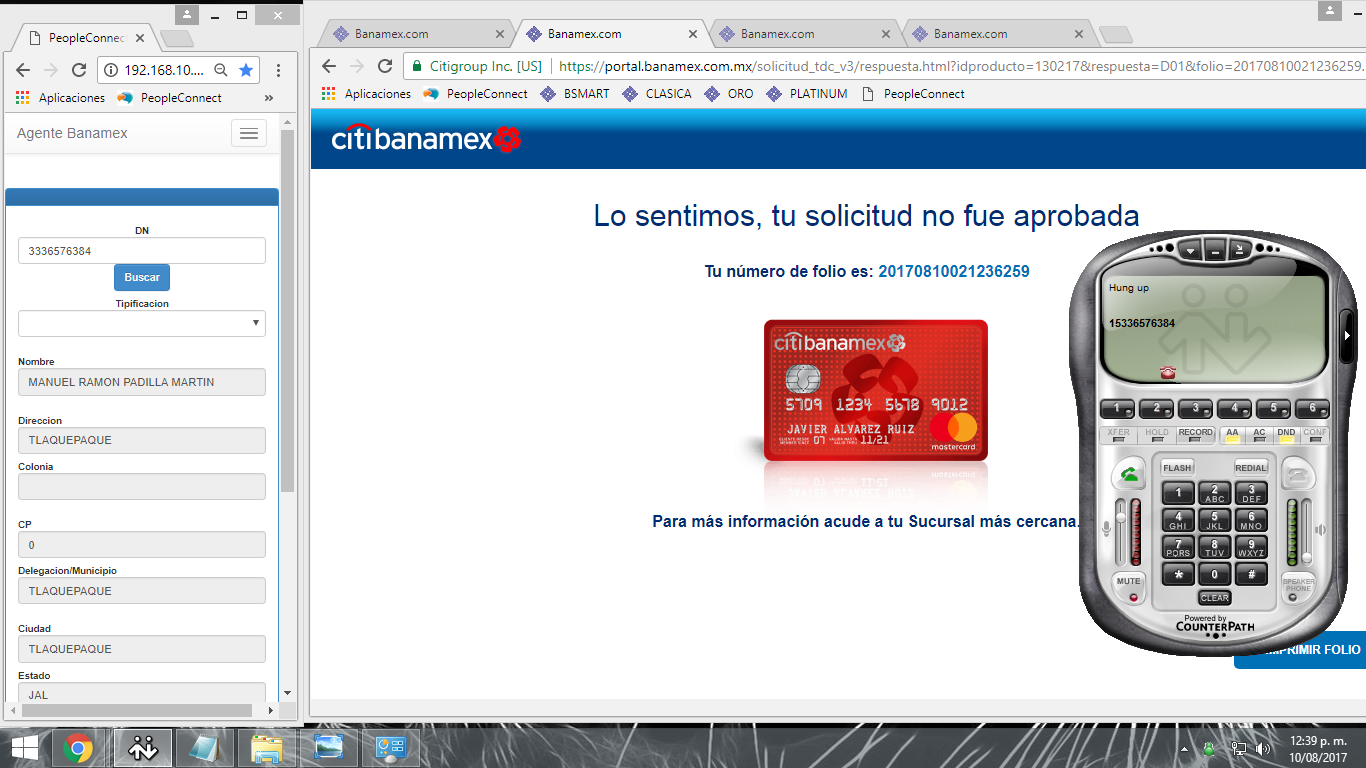 PeopleConnec
192.168.10....
Aplicaciones
PeopleConnect
»
Agente Banamex
DN
3336576384
Buscar
Tipificacion
Nombre
MANUEL RAMON PADILLA MARTIN
Direccion
TLAQUEPAQUE
Colonia
CP
0
Delegacion/Municipio
TLAQUEPAQUE
Ciudad
TLAQUEPAQUE
Estado
JAL
Banamex.com
Banamex.com
Banamex.com
Banamex.com
Citigroup Inc. [US]
https://portal.banamex.com.mx/solicitud_tdc_v3/respuesta.html?idproducto=130217&respuesta=D01&folio=20170810021236259.
Aplicaciones PeopleConnect BSMART CLASICA ORO PLATINUM PeopleConnect
citibanamex
Lo sentimos, tu solicitud no fue aprobada
Tu número de folio es: 20170810021236259
citibanamex
5709 1234 5678 9012
JAVIER ALVAREZ RUIZ
07 11/21
mastercard
Para más información acude a tu Sucursal más cercana.
Hung up
15336576384
1 2 3 4 5 6
XFER HOLD RECORD AA AC DND CONF
FLASH REDIAL
1 2 ABC 3 DEF
4 GHI 5 JKL 6 MNO
7 PQRS 8 TUV 9 WXYZ
* 0 #
MUTE
SPEAKER PHONE
CLEAR
Powered by
COUNTERPATH
IMPRIMIR FOLIO
12:39 p. m.
10/08/2017